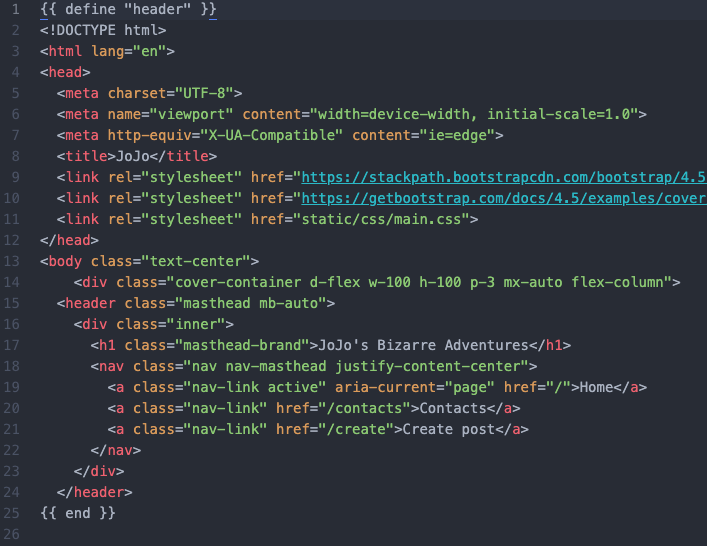 1 {{ define "header" }}
2 <!DOCTYPE html>
3 <html lang="en">
4 <head>
5   <meta charset="UTF-8">
6   <meta name="viewport" content="width=device-width, initial-scale=1.0">
7   <meta http-equiv="X-UA-Compatible" content="ie=edge">
8   <title>JoJo</title>
9   <link rel="stylesheet" href="https://stackpath.bootstrapcdn.com/bootstrap/4.5
10   <link rel="stylesheet" href="https://getbootstrap.com/docs/4.5/examples/cover
11   <link rel="stylesheet" href="static/css/main.css">
12 </head>
13 <body class="text-center">
14     <div class="cover-container d-flex w-100 h-100 p-3 mx-auto flex-column">
15   <header class="masthead mb-auto">
16     <div class="inner">
17       <h1 class="masthead-brand">JoJo's Bizarre Adventures</h1>
18       <nav class="nav nav-masthead justify-content-center">
19         <a class="nav-link active" aria-current="page" href="/">Home</a>
20         <a class="nav-link" href="/contacts">Contacts</a>
21         <a class="nav-link" href="/create">Create post</a>
22       </nav>
23     </div>
24   </header>
25 {{ end }}
26